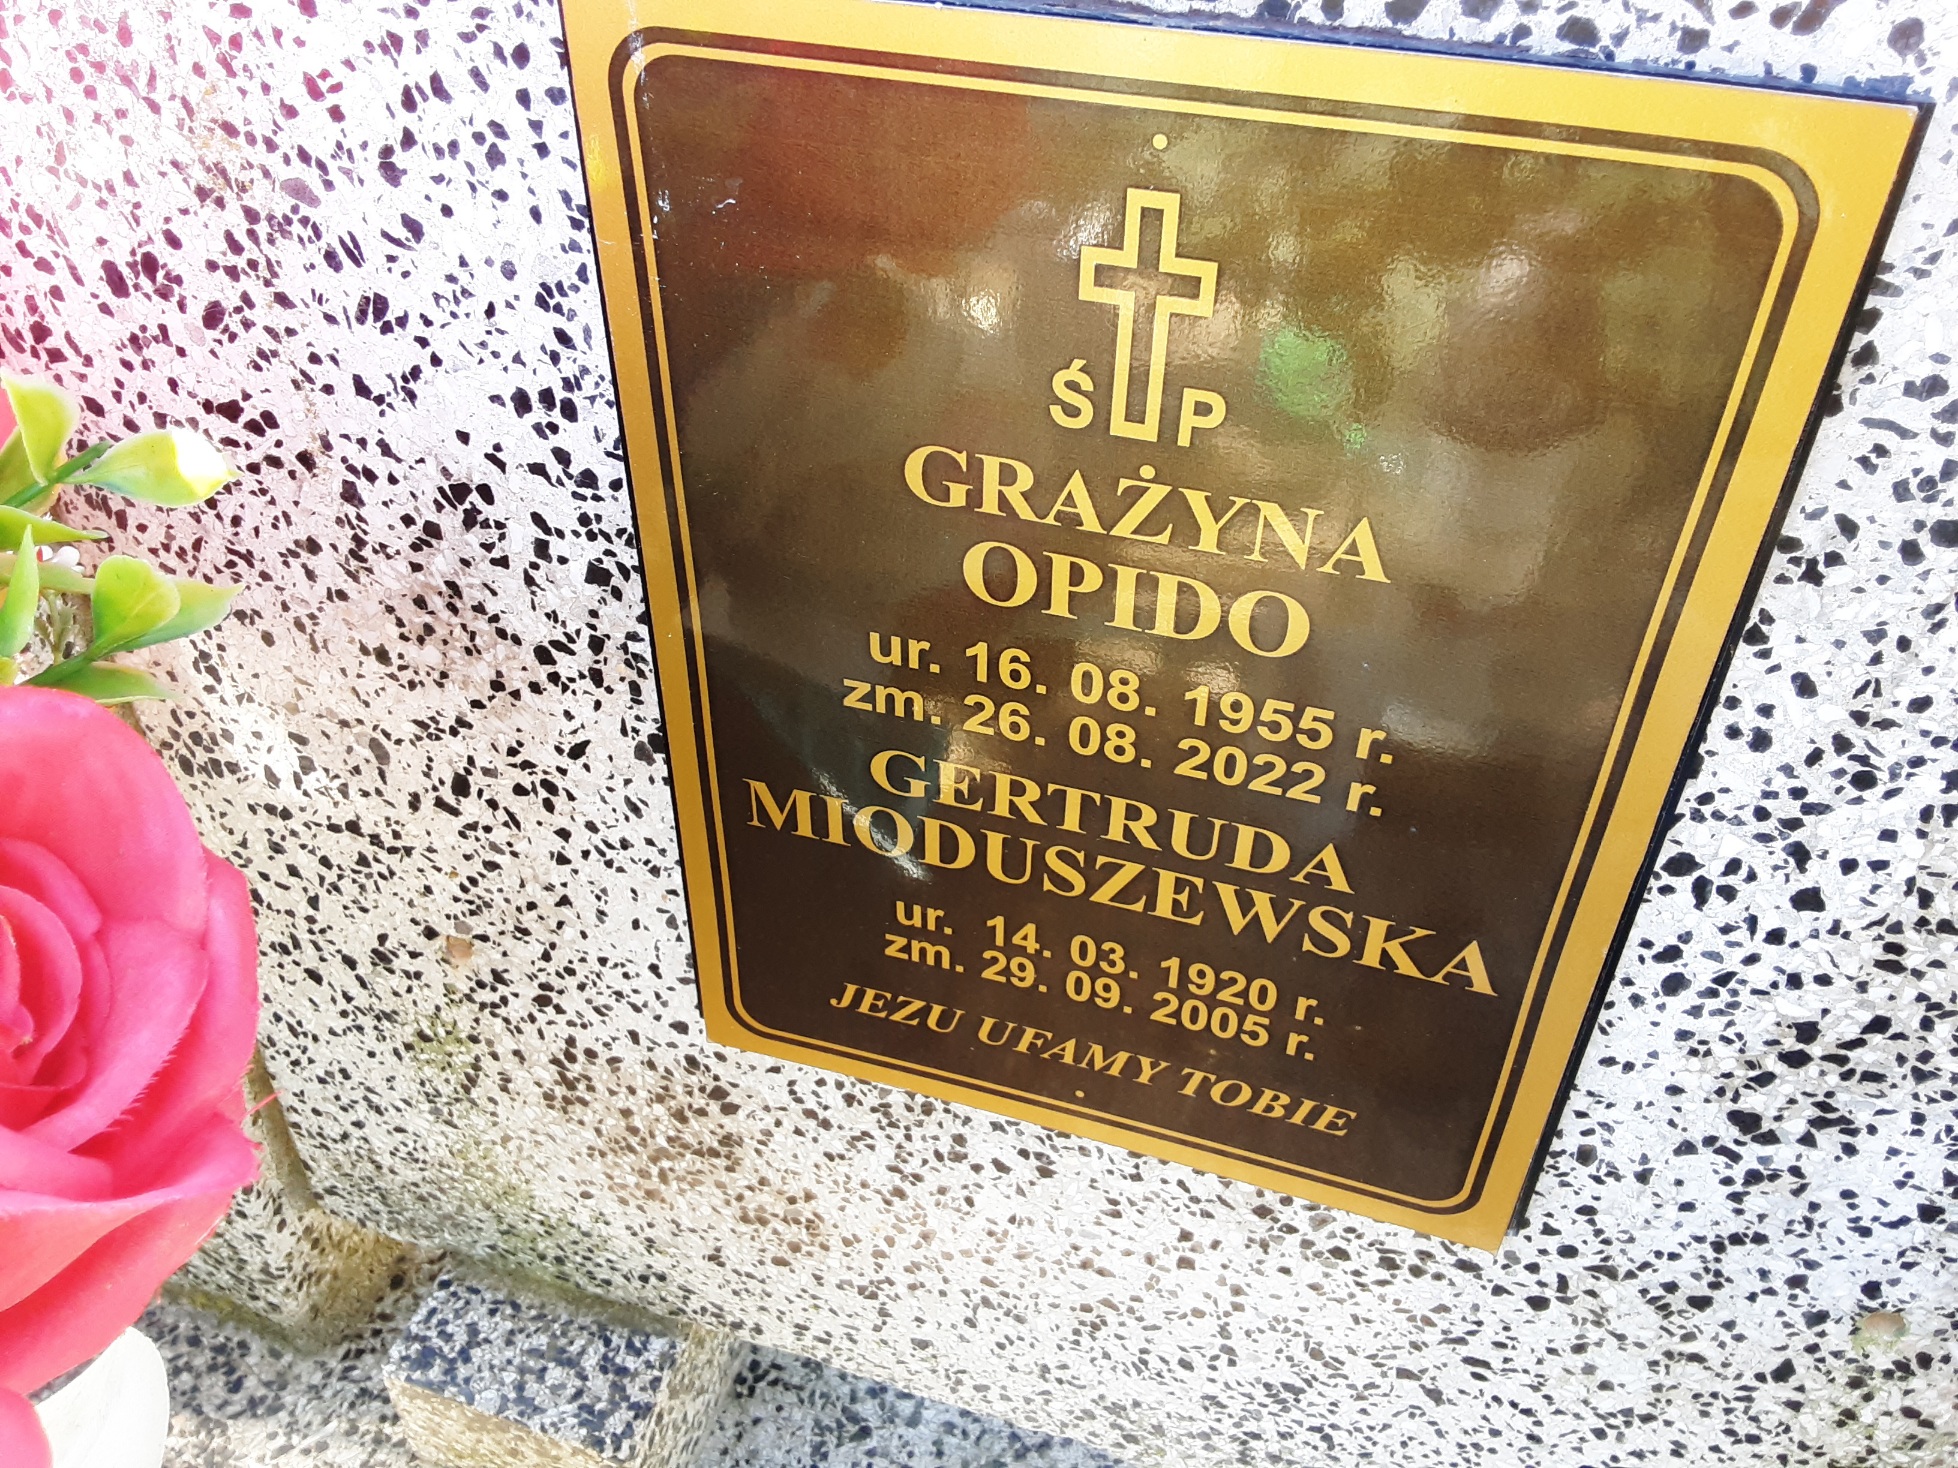 Ś P
GRAŻYNA
OPIDO
ur. 16. 08. 1955 r.
zm. 26. 08. 2022 r.
GERTRUDA
MIODUSZEWSKA
ur. 14. 03. 1920 r.
zm. 29. 09. 2005 r.
JEZU UFAMY TOBIE